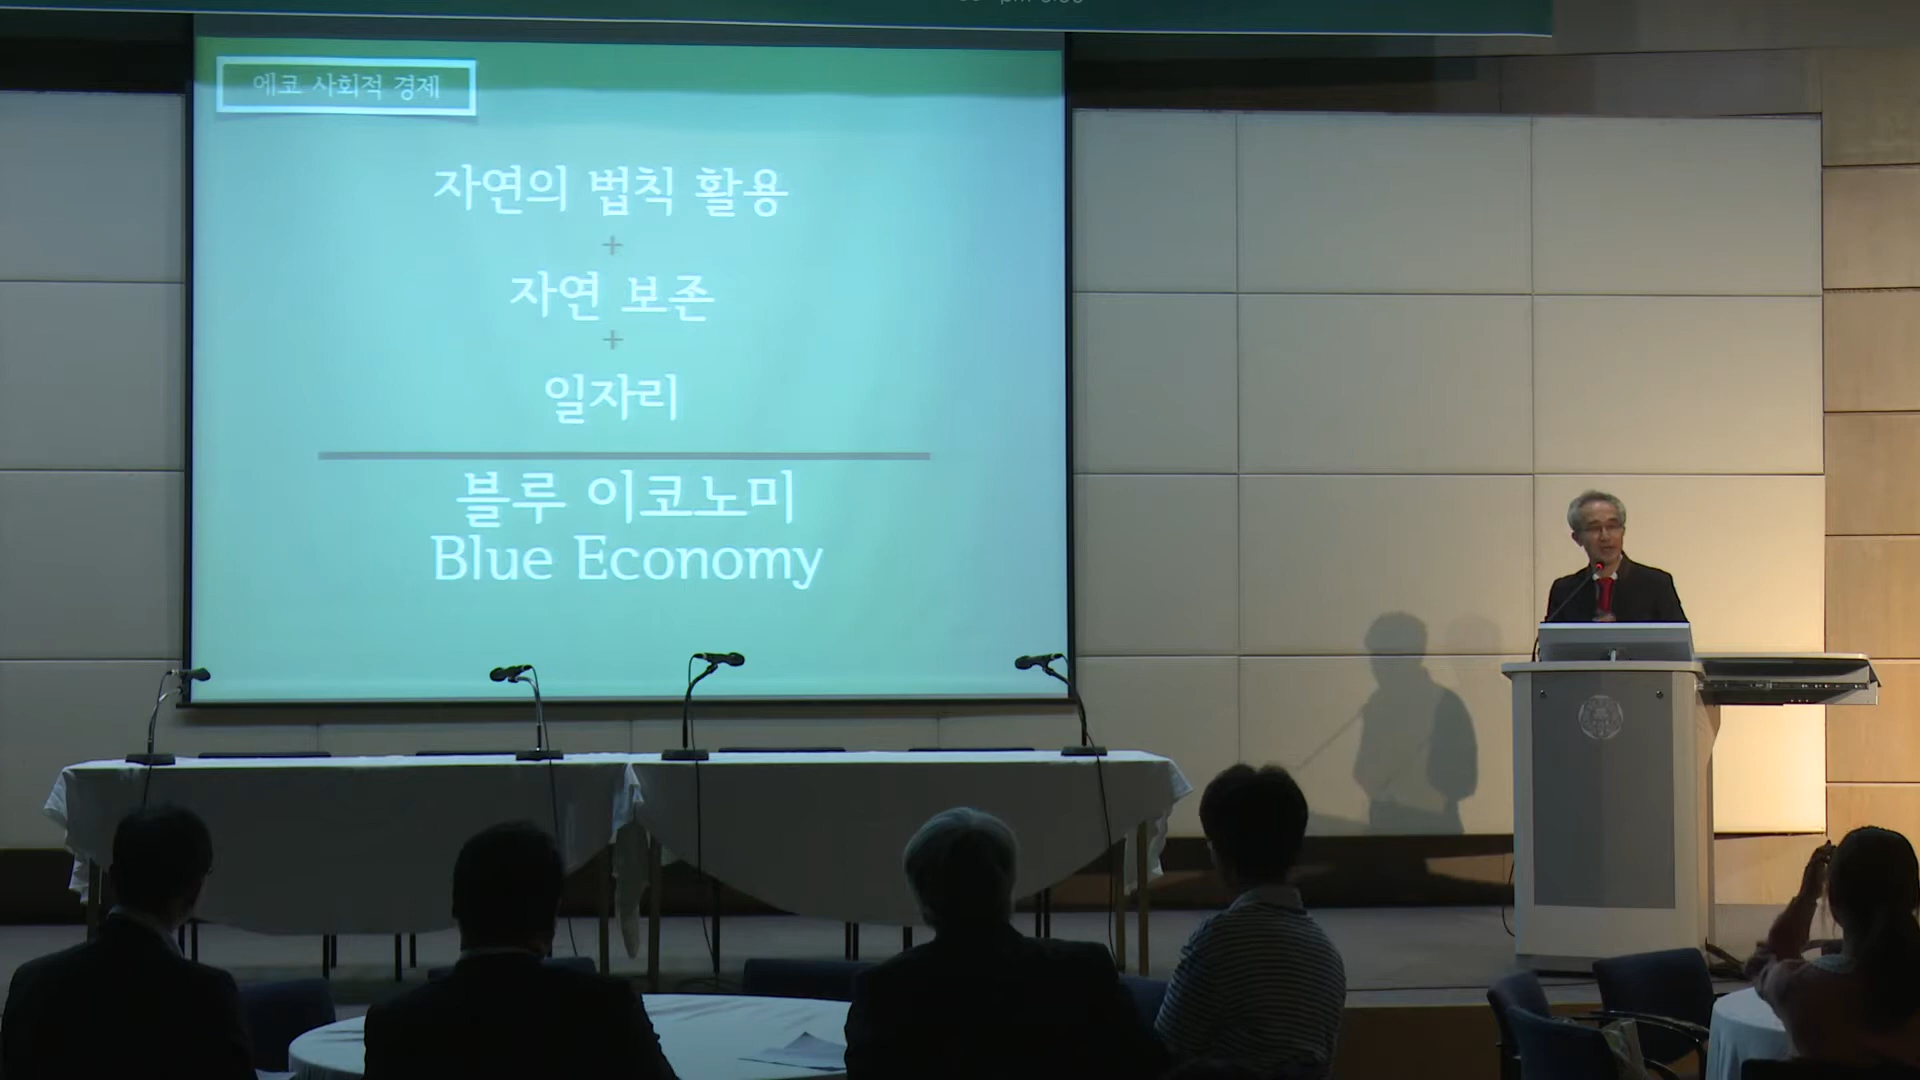 에코 사회적 경제
자연의 법칙 활용
+
자연 보존
+
일자리
블루 이코노미
Blue Economy